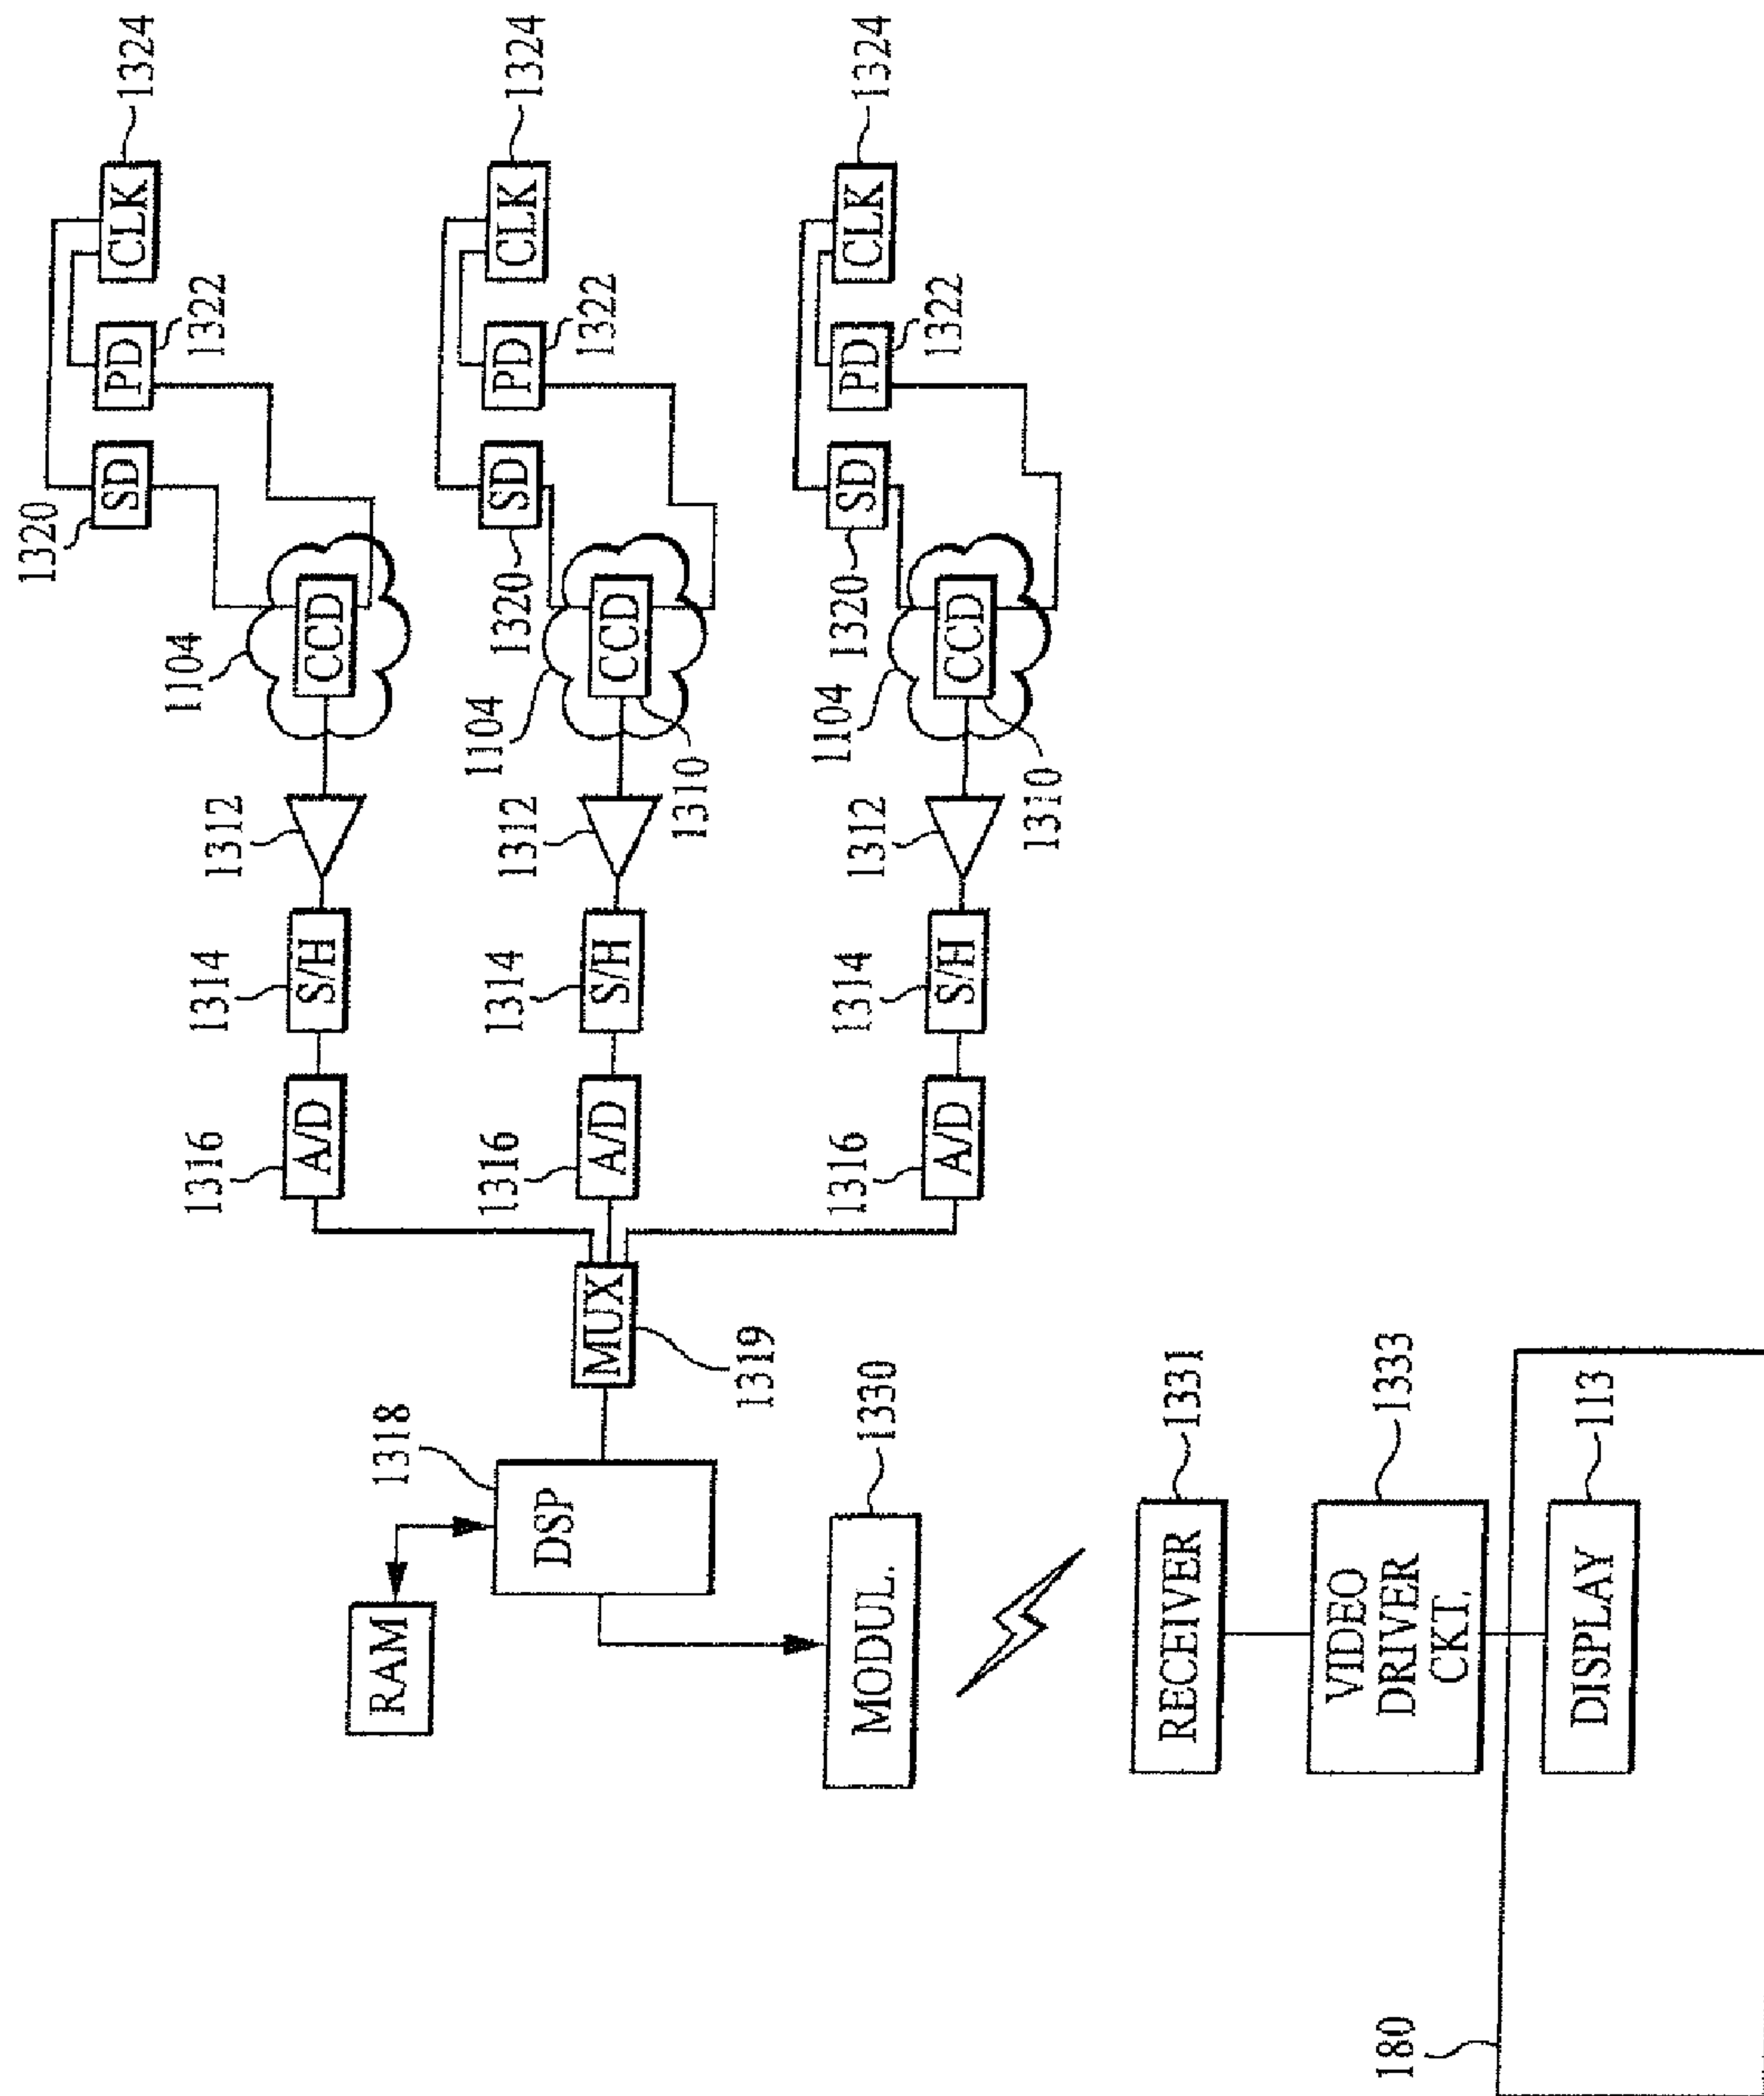 1320
SD
PD
1322
CLK
1324
1104
CCD
1312
S/H
1314
A/D
1316
1320
SD
PD
1322
CLK
1324
1104
CCD
1310
1312
S/H
1314
A/D
1316
1320
SD
PD
1322
CLK
1324
1104
CCD
1310
1312
S/H
1314
A/D
1316
MUX
1319
DSP
1318
RAM
MODUL.
1330
RECEIVER
1331
VIDEO
DRIVER
CKT.
1333
DISPLAY
113
180